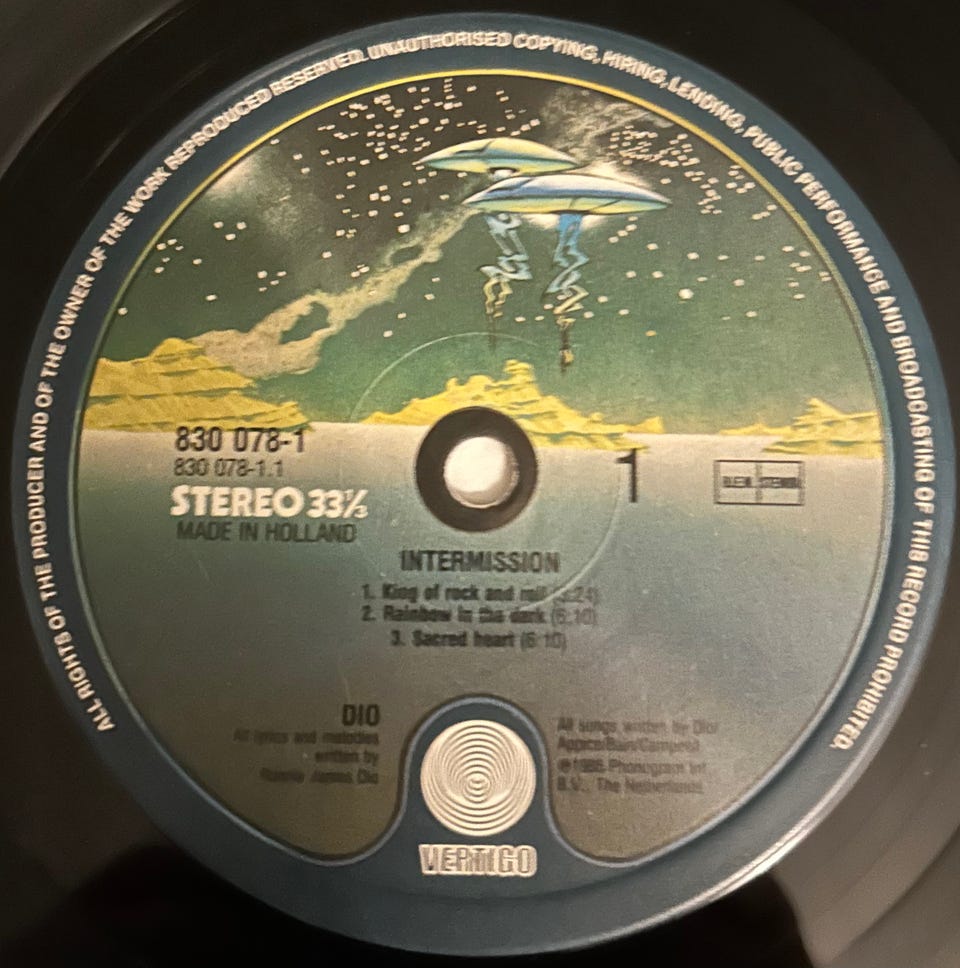 ALL RIGHTS OF THE PRODUCER AND OF THE OWNER OF THE WORK REPRODUCED RESERVED. UNAUTHORISED COPYING, HIRING, LENDING, PUBLIC PERFORMANCE AND BROADCASTING OF THIS RECORD PROHIBITED.
830 078-1
830 078-1.1
STEREO 33⅓
MADE IN HOLLAND
1
STEMRA
INTERMISSION
1. King of rock and roll (3:24)
2. Rainbow in the dark (6:10)
3. Sacred heart (6:10)
DIO
All lyrics and melodies
written by
Ronnie James Dio
All songs written by Dio/
Appice/Bain/Campbell
℗ 1986 Phonogram Int.
B.V., The Netherlands
VERTIGO